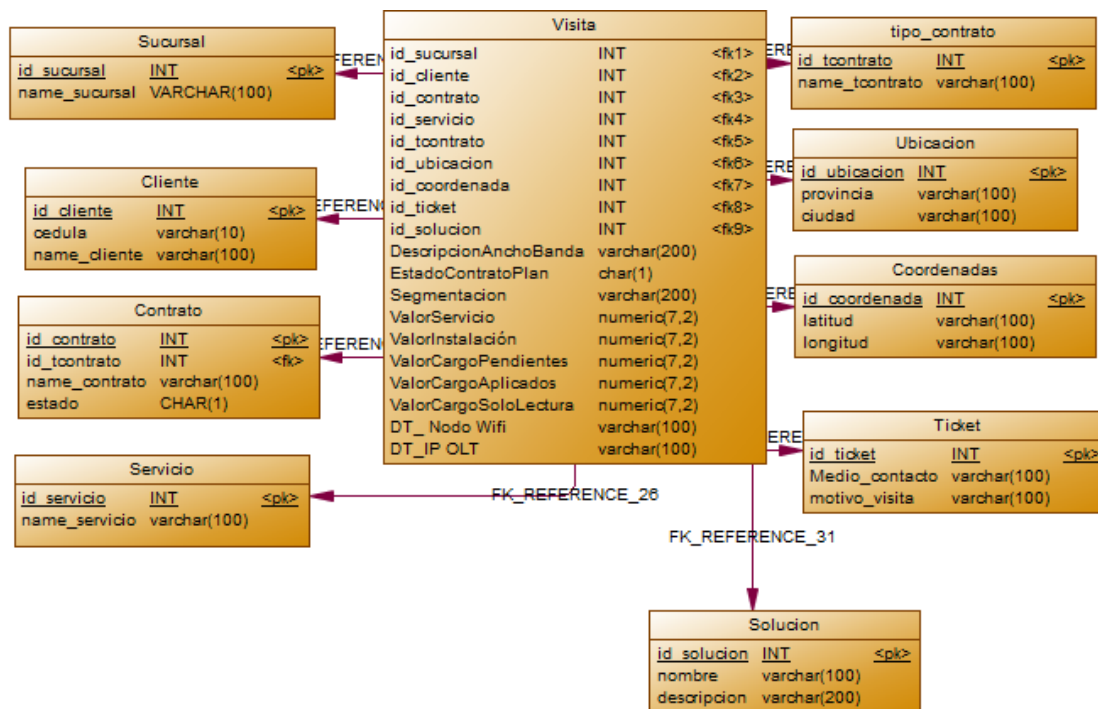 Sucursal
id_sucursal INT <pk>
name_sucursal VARCHAR(100)
Cliente
id_cliente INT <pk>
cedula varchar(10)
name_cliente varchar(100)
Contrato
id_contrato INT <pk>
id_tcontrato INT <fk>
name_contrato varchar(100)
estado CHAR(1)
Servicio
id_servicio INT <pk>
name_servicio varchar(100)
Visita
id_sucursal INT <fk1>
id_cliente INT <fk2>
id_contrato INT <fk3>
id_servicio INT <fk4>
id_tcontrato INT <fk5>
id_ubicacion INT <fk6>
id_coordenada INT <fk7>
id_ticket INT <fk8>
id_solucion INT <fk9>
DescripcionAnchoBanda varchar(200)
EstadoContratoPlan char(1)
Segmentacion varchar(200)
ValorServicio numeric(7,2)
ValorInstalación numeric(7,2)
ValorCargoPendientes numeric(7,2)
ValorCargoAplicados numeric(7,2)
ValorCargoSoloLectura numeric(7,2)
DT_ Nodo Wifi varchar(100)
DT_IP OLT varchar(100)
FK_REFERENCE_26
FK_REFERENCE_31
tipo_contrato
id_tcontrato INT <pk>
name_tcontrato varchar(100)
Ubicacion
id_ubicacion INT <pk>
provincia varchar(100)
ciudad varchar(100)
Coordenadas
id_coordenada INT <pk>
latitud varchar(100)
longitud varchar(100)
Ticket
id_ticket INT <pk>
Medio_contacto varchar(100)
motivo_visita varchar(100)
Solucion
id_solucion INT <pk>
nombre varchar(100)
descripcion varchar(200)